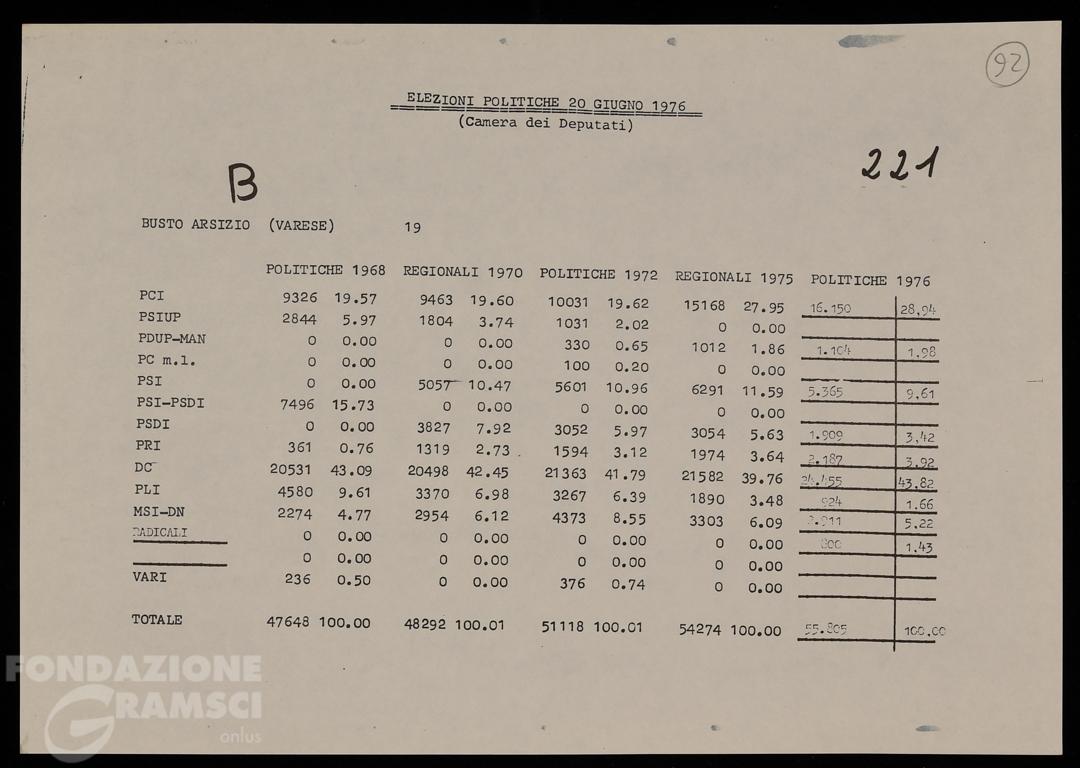 92
ELEZIONI POLITICHE 20 GIUGNO 1976
(Camera dei Deputati)
221
B
BUSTO ARSIZIO (VARESE) 19
POLITICHE 1968 REGIONALI 1970 POLITICHE 1972 REGIONALI 1975 POLITICHE 1976
PCI 9326 19.57 9463 19.60 10031 19.62 15168 27.95 16.150 28,94
PSIUP 2844 5.97 1804 3.74 1031 2.02 0 0.00
PDUP-MAN 0 0.00 0 0.00 330 0.65 1012 1.86 1.104 1,98
PC m.l. 0 0.00 0 0.00 100 0.20 0 0.00
PSI 0 0.00 5057 10.47 5601 10.96 6291 11.59 5.365 9,61
PSI-PSDI 7496 15.73 0 0.00 0 0.00 0 0.00
PSDI 0 0.00 3827 7.92 3052 5.97 3054 5.63 1.909 3,42
PRI 361 0.76 1319 2.73 1594 3.12 1974 3.64 2.187 3.92
DC 20531 43.09 20498 42.45 21363 41.79 21582 39.76 24.455 43,82
PLI 4580 9.61 3370 6.98 3267 6.39 1890 3.48 924 1.66
MSI-DN 2274 4.77 2954 6.12 4373 8.55 3303 6.09 2.911 5.22
RADICALI 0 0.00 0 0.00 0 0.00 0 0.00 800 1,43
0 0.00 0 0.00 0 0.00 0 0.00
VARI 236 0.50 0 0.00 376 0.74 0 0.00
TOTALE 47648 100.00 48292 100.01 51118 100.01 54274 100.00 55.805 100.00
FONDAZIONE
GRAMSCI
onlus